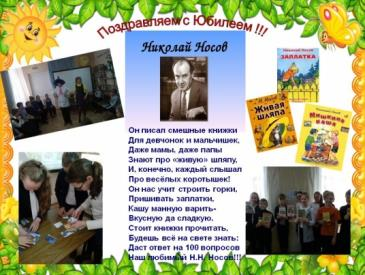 Поздравляем с Юбилеем !!!
Николай Носов
Николай Носов
ЗАПЛАТКА
Живая шляпа
Мишкина каша
Он писал смешные книжки
Для девчонок и мальчишек,
Даже мамы, даже папы
Знают про «живую» шляпу,
И, конечно, каждый слышал
Про весёлых коротышек!
Он нас учит строить горки,
Пришивать заплатки,
Кашу манную варить-
Вкусную да сладкую.
Стоит книжки прочитать,
Будешь всё на свете знать:
Даст ответ на 100 вопросов
Наш любимый Н.Н. Носов!!!